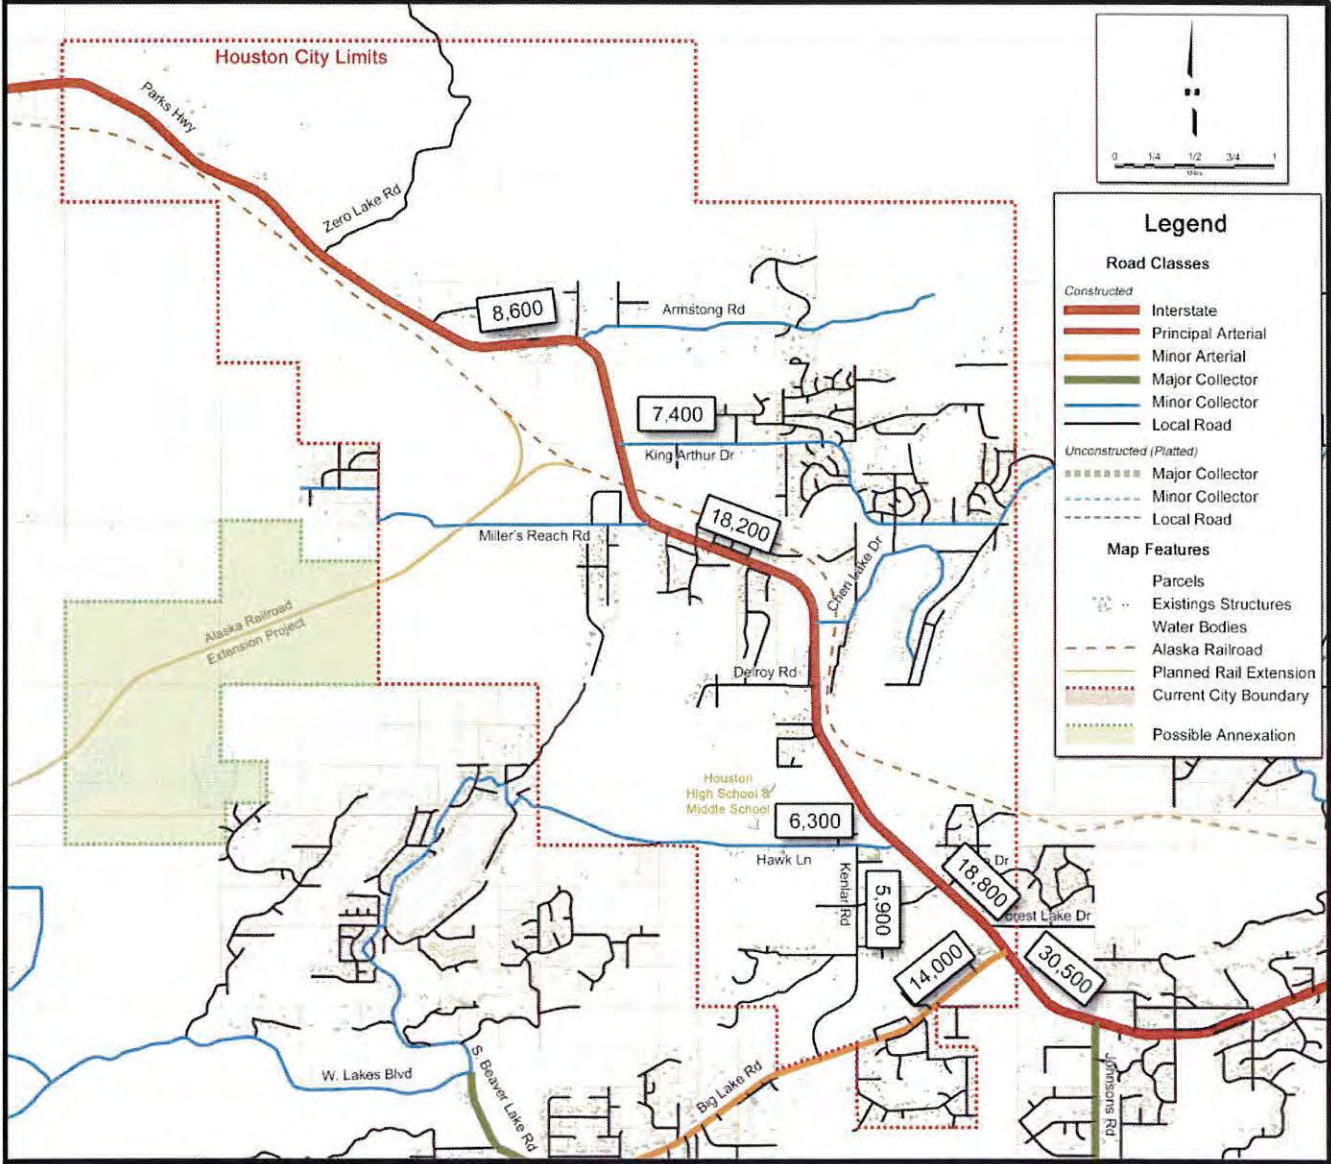 Houston City Limits
Parks Hwy
Zero Lake Rd
8,600
Armstong Rd
7,400
King Arthur Dr
18,200
Miller's Reach Rd
Cheri Lake Dr
Alaska Railroad
Extension Project
Delroy Rd
Houston
High School &
Middle School
6,300
Hawk Ln
Kenlar Rd
5,900
Dr
18,800
Crest Lake Dr
14,000
30,500
W. Lakes Blvd
S. Beaver Lake Rd
Big Lake Rd
Johnsons Rd
0 1/4 1/2 3/4 1
Miles
Legend
Road Classes
Constructed
Interstate
Principal Arterial
Minor Arterial
Major Collector
Minor Collector
Local Road
Unconstructed (Platted)
Major Collector
Minor Collector
Local Road
Map Features
Parcels
Existings Structures
Water Bodies
Alaska Railroad
Planned Rail Extension
Current City Boundary
Possible Annexation